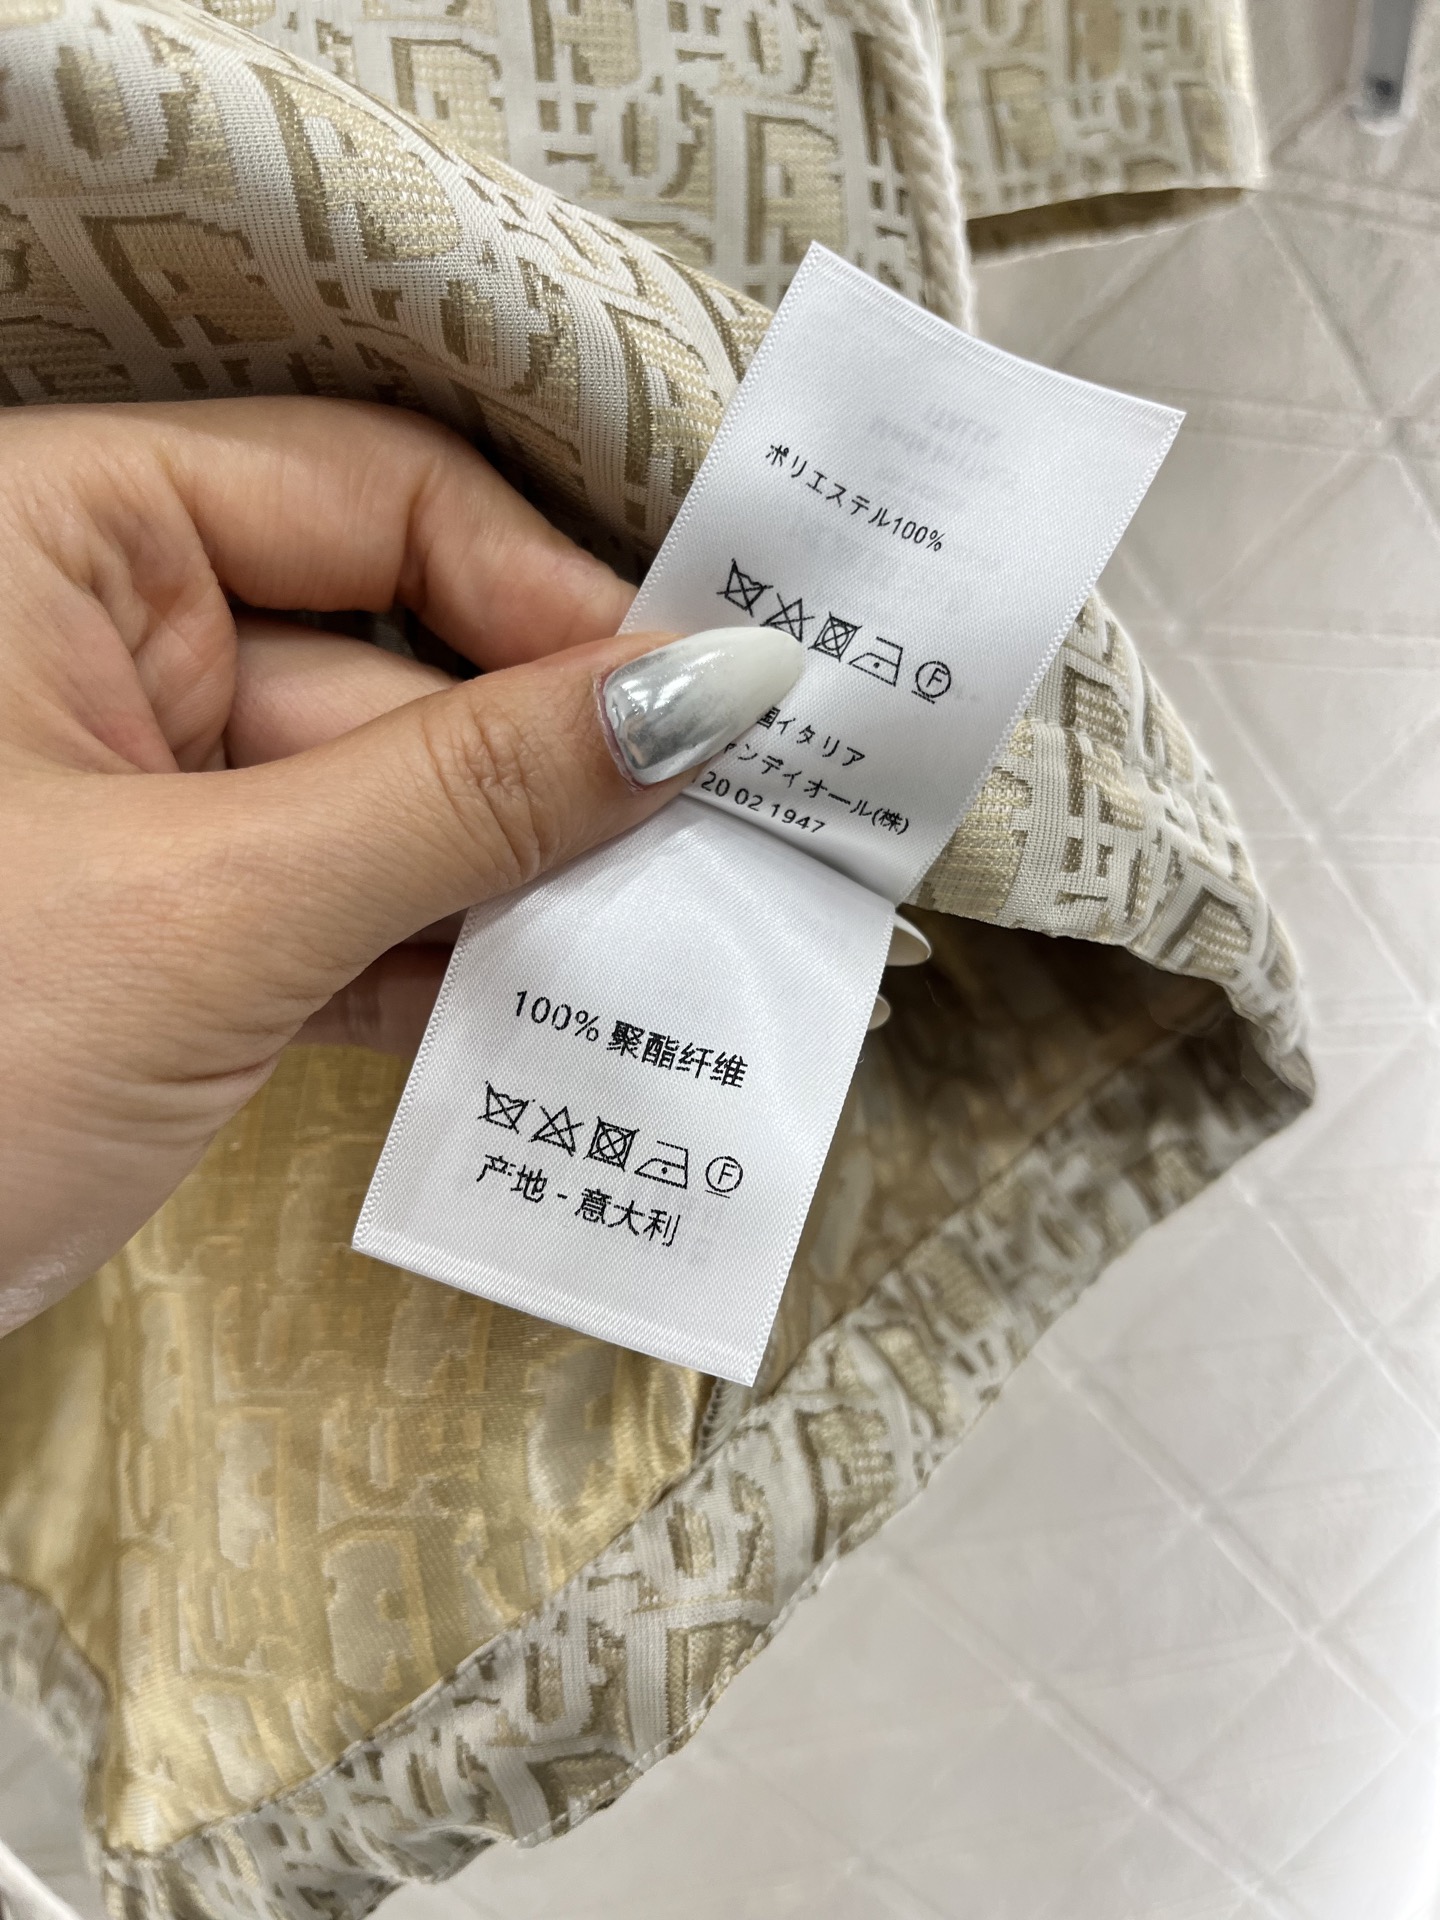 ポリエステル100%
F
国イタリア
ンディオール(株)
20 02 1947
100% 聚酯纤维
F
产地 - 意大利